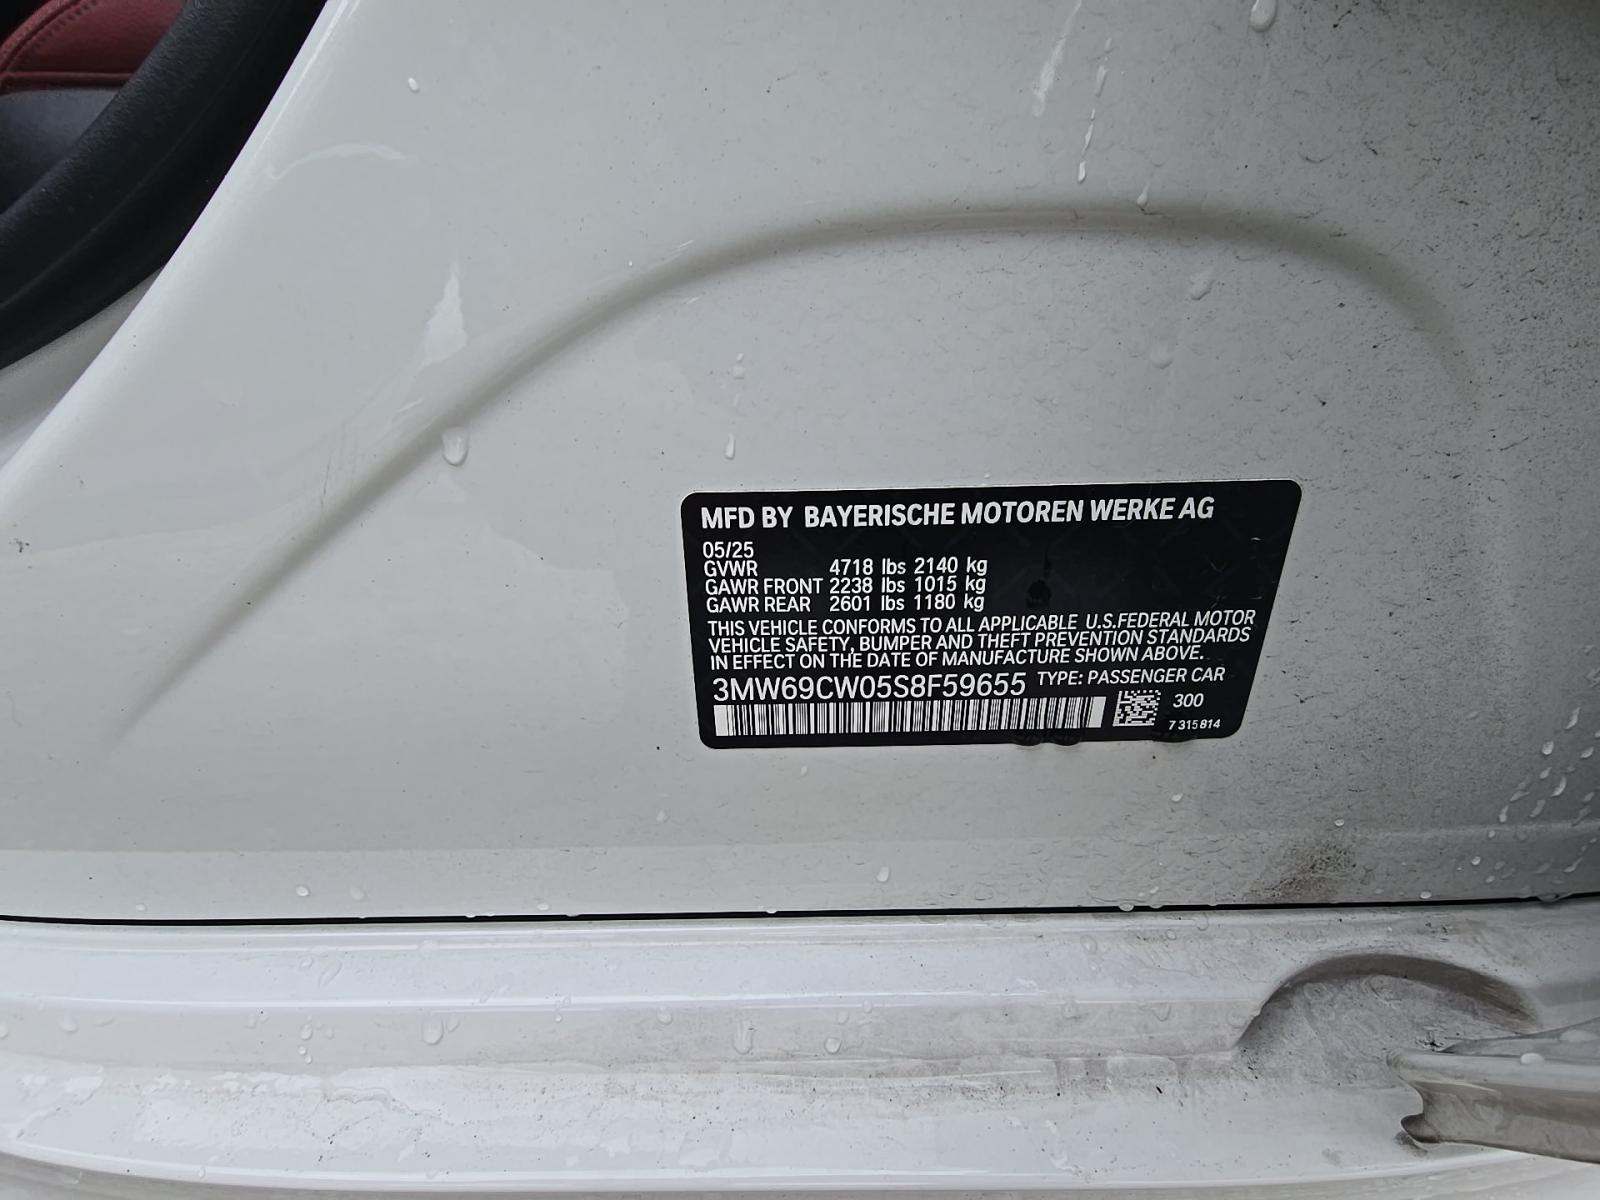 MFD BY BAYERISCHE MOTOREN WERKE AG
05/25
GVWR 4718 lbs 2140 kg
GAWR FRONT 2238 lbs 1015 kg
GAWR REAR 2601 lbs 1180 kg
THIS VEHICLE CONFORMS TO ALL APPLICABLE U.S.FEDERAL MOTOR
VEHICLE SAFETY, BUMPER AND THEFT PREVENTION STANDARDS
IN EFFECT ON THE DATE OF MANUFACTURE SHOWN ABOVE.
3MW69CW05S8F59655 TYPE: PASSENGER CAR
300
7 315 814